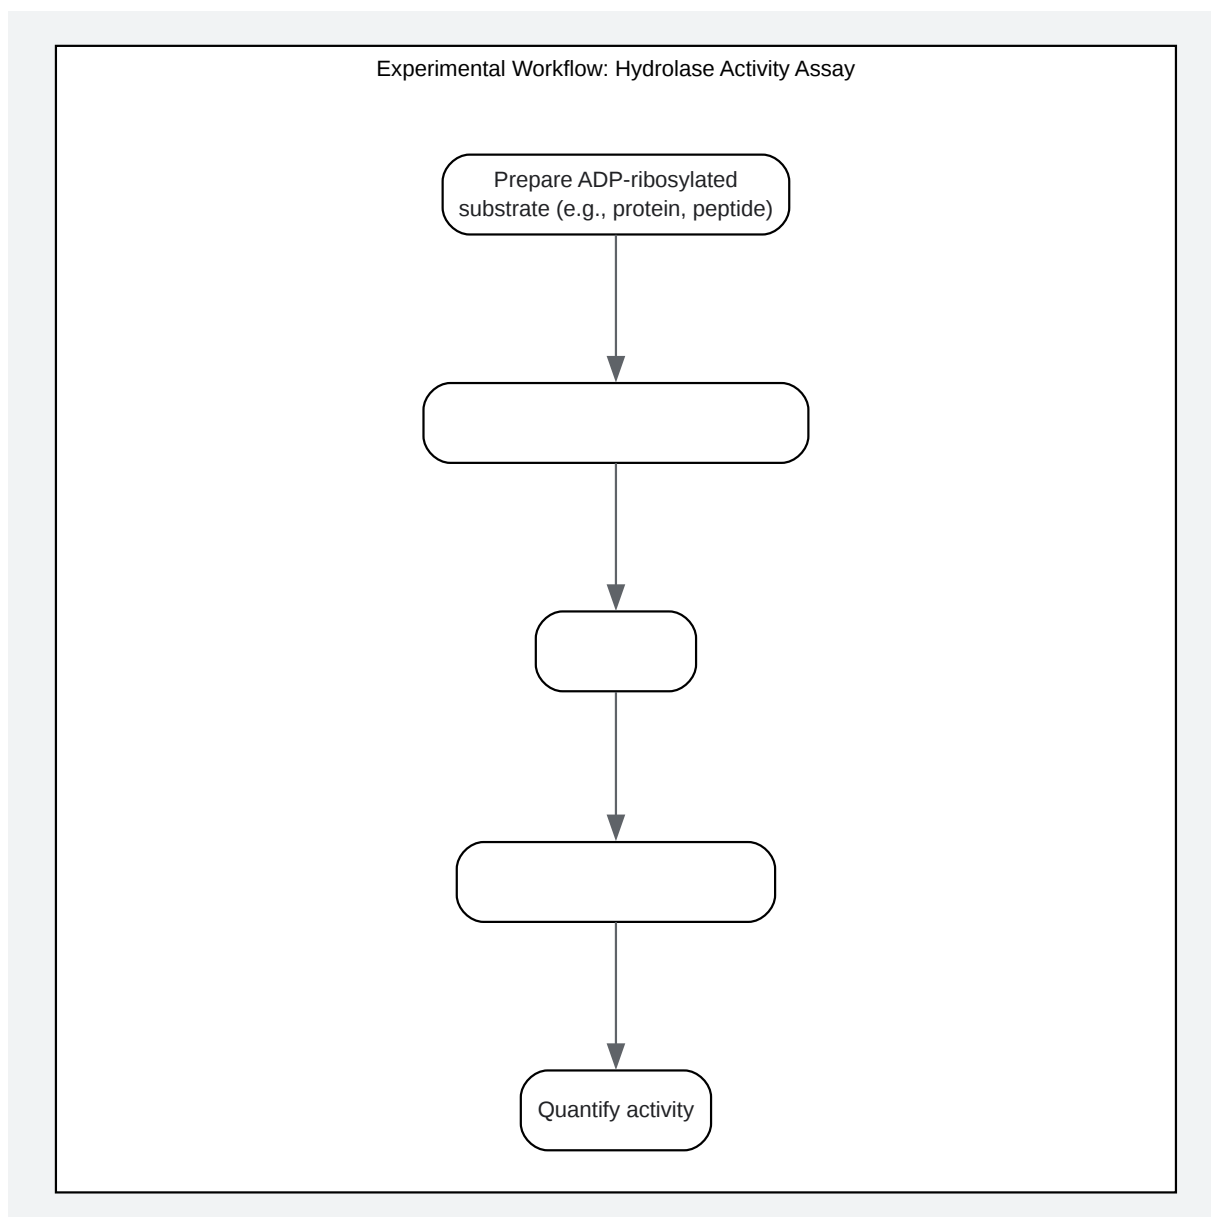 Experimental Workflow: Hydrolase Activity Assay
Prepare ADP-ribosylated
substrate (e.g., protein, peptide)
Quantify activity